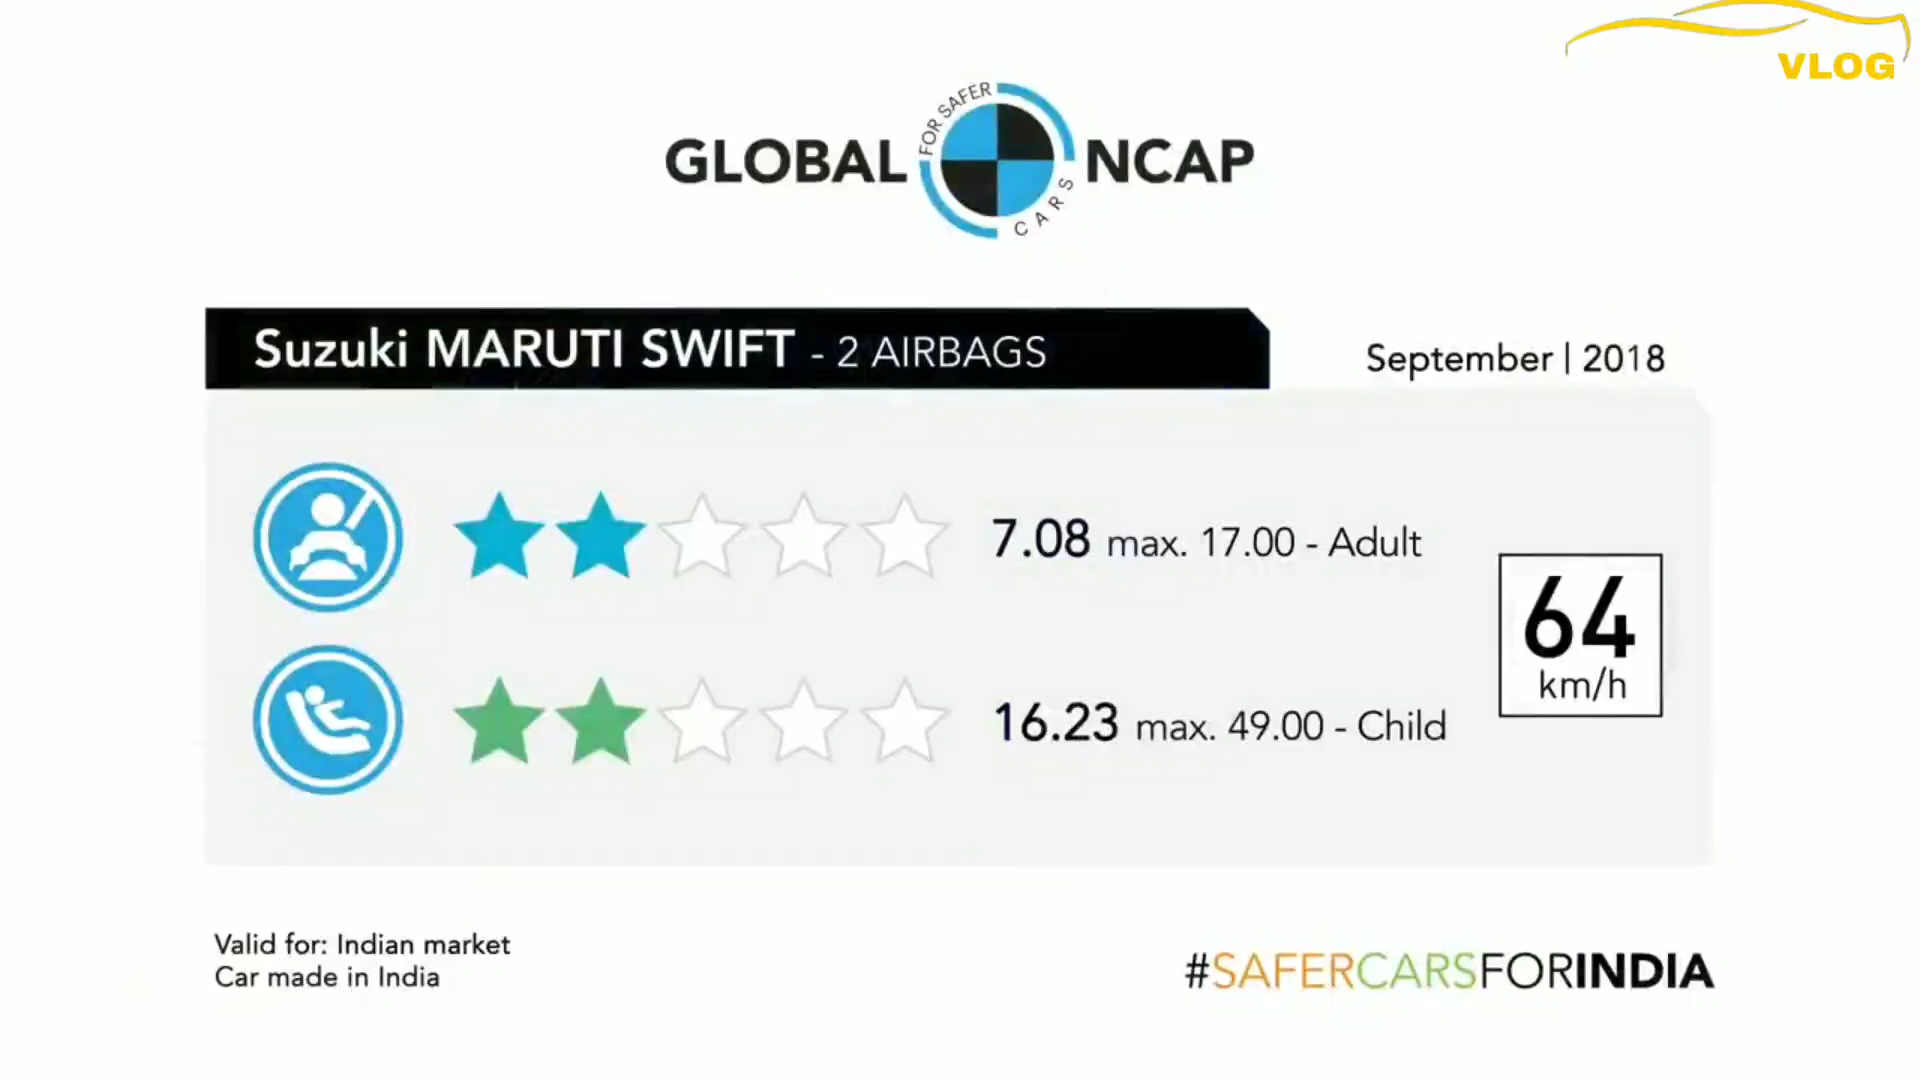 VLOG
GLOBAL FOR SAFER CARS NCAP
Suzuki MARUTI SWIFT - 2 AIRBAGS
September | 2018
7.08 max. 17.00 - Adult
64
km/h
16.23 max. 49.00 - Child
Valid for: Indian market
Car made in India
#SAFERCARSFORINDIA